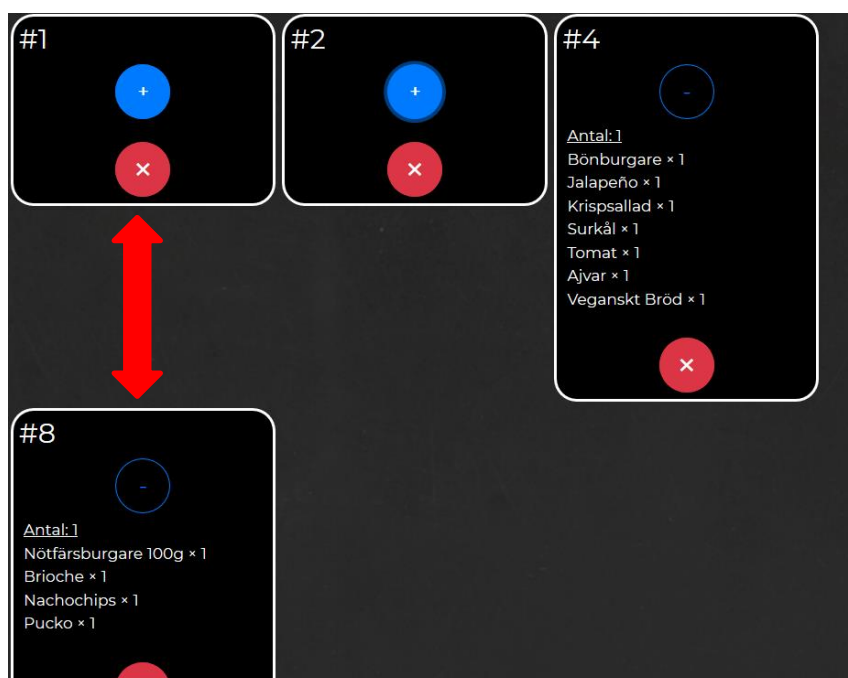 #1
+
×
#2
+
×
#4
-
Antal: 1
Bönburgare × 1
Jalapeño × 1
Krispsallad × 1
Surkål × 1
Tomat × 1
Ajvar × 1
Veganskt Bröd × 1
×
#8
-
Antal: 1
Nötfärsburgare 100g × 1
Brioche × 1
Nachochips × 1
Pucko × 1